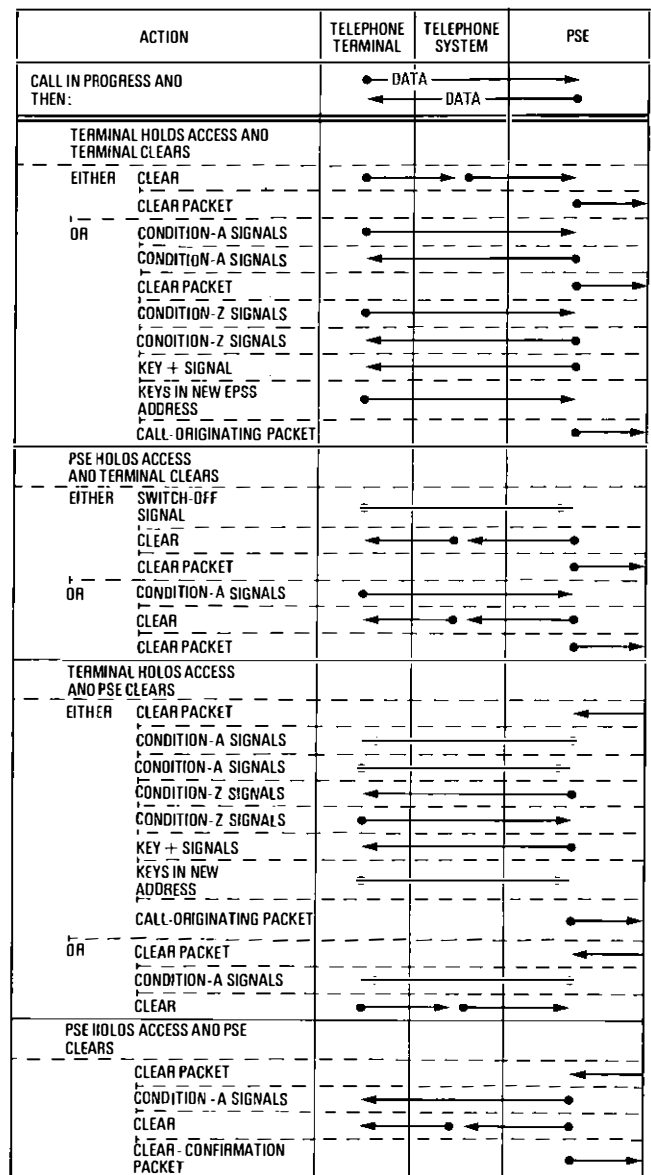 ACTION
TELEPHONE
TERMINAL
TELEPHONE
SYSTEM
PSE
CALL IN PROGRESS AND
THEN:
DATA
DATA
TERMINAL HOLDS ACCESS AND
TERMINAL CLEARS
EITHER CLEAR
CLEAR PACKET
OR CONDITION-A SIGNALS
CONDITION-A SIGNALS
CLEAR PACKET
CONDITION-Z SIGNALS
CONDITION-Z SIGNALS
KEY + SIGNAL
KEYS IN NEW EPSS
ADDRESS
CALL-ORIGINATING PACKET
PSE HOLDS ACCESS
AND TERMINAL CLEARS
EITHER SWITCH-OFF
SIGNAL
CLEAR
CLEAR PACKET
OR CONDITION-A SIGNALS
CLEAR
CLEAR PACKET
TERMINAL HOLDS ACCESS
AND PSE CLEARS
EITHER CLEAR PACKET
CONDITION-A SIGNALS
CONDITION-A SIGNALS
CONDITION-Z SIGNALS
CONDITION-Z SIGNALS
KEY + SIGNALS
KEYS IN NEW
ADDRESS
CALL-ORIGINATING PACKET
OR CLEAR PACKET
CONDITION-A SIGNALS
CLEAR
PSE HOLDS ACCESS AND PSE
CLEARS
CLEAR PACKET
CONDITION-A SIGNALS
CLEAR
CLEAR-CONFIRMATION
PACKET